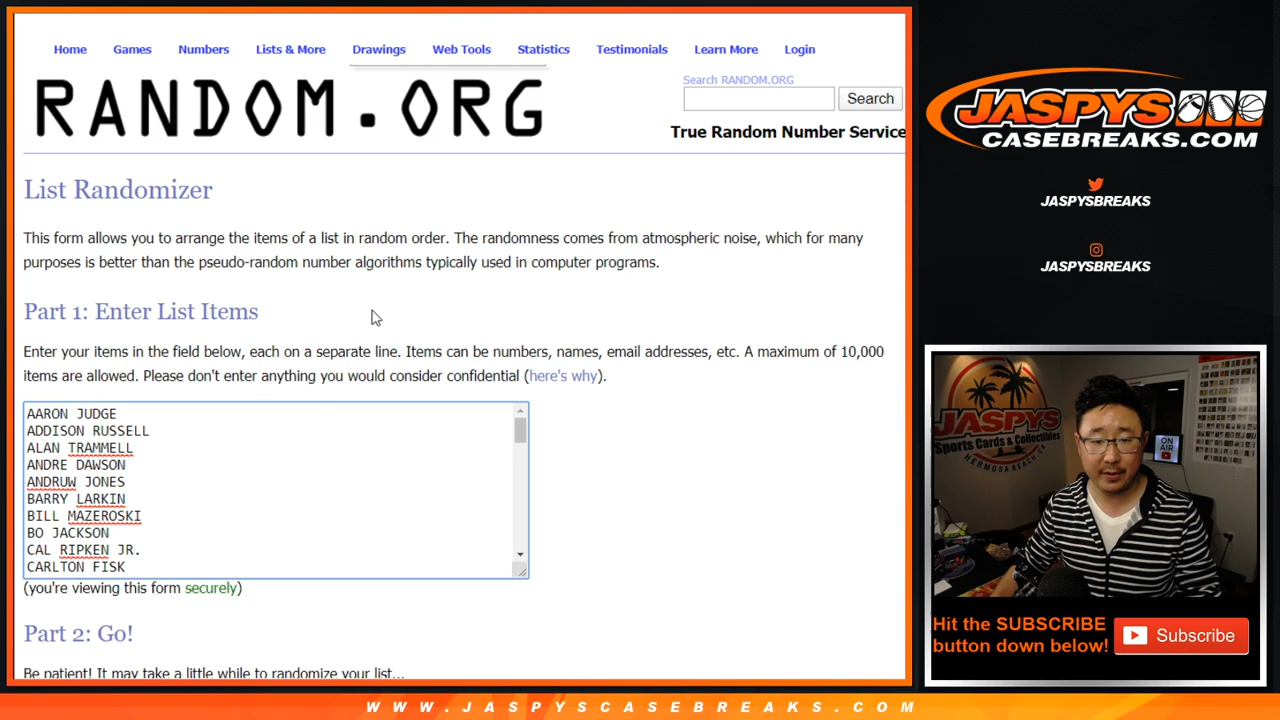 Home Games Numbers Lists & More Drawings Web Tools Statistics Testimonials Learn More Login
RANDOM.ORG
Search RANDOM.ORG
Search
True Random Number Service
List Randomizer
This form allows you to arrange the items of a list in random order. The randomness comes from atmospheric noise, which for many
purposes is better than the pseudo-random number algorithms typically used in computer programs.
Part 1: Enter List Items
Enter your items in the field below, each on a separate line. Items can be numbers, names, email addresses, etc. A maximum of 10,000
items are allowed. Please don't enter anything you would consider confidential (here's why).
AARON JUDGE
ADDISON RUSSELL
ALAN TRAMMELL
ANDRE DAWSON
ANDRUW JONES
BARRY LARKIN
BILL MAZEROSKI
BO JACKSON
CAL RIPKEN JR.
CARLTON FISK
(you're viewing this form securely)
Part 2: Go!
Be patient! It may take a little while to randomize your list...
JASPYS
CASEBREAKS.COM
JASPYSBREAKS
JASPYSBREAKS
JASPYS
Sports Cards & Collectibles
HERMOSA BEACH, CA
ON
AIR
Hit the SUBSCRIBE
button down below!
Subscribe
WWW.JASPYSCASEBREAKS.COM